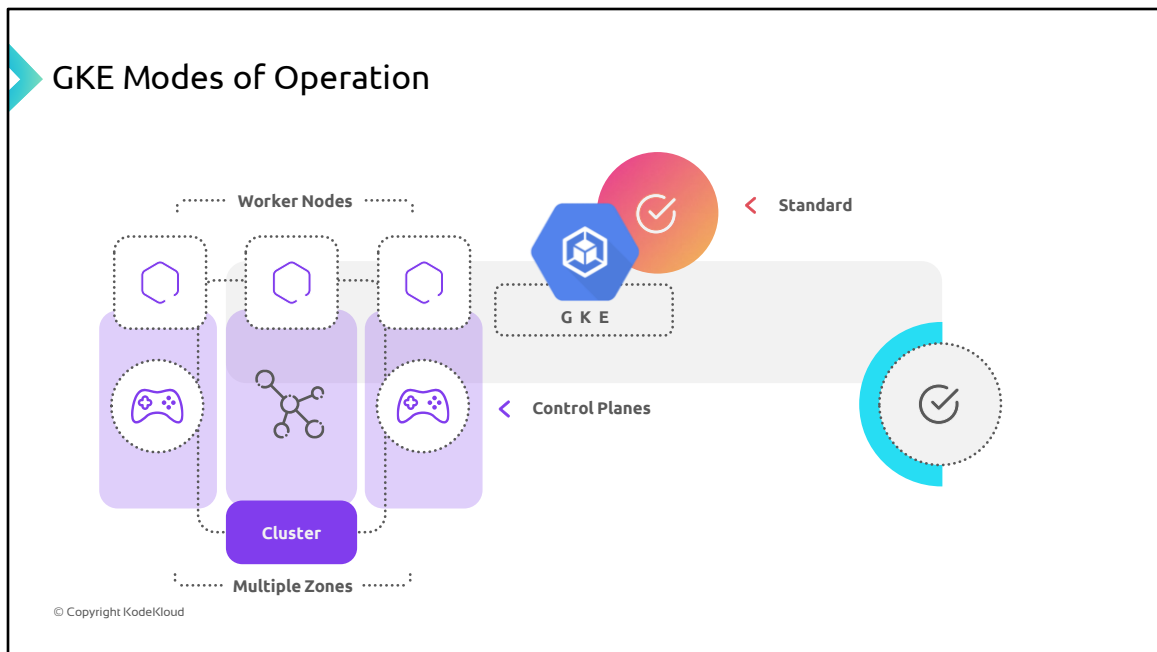 GKE Modes of Operation
Worker Nodes
Standard
G K E
Control Planes
Cluster
Multiple Zones
© Copyright KodeKloud